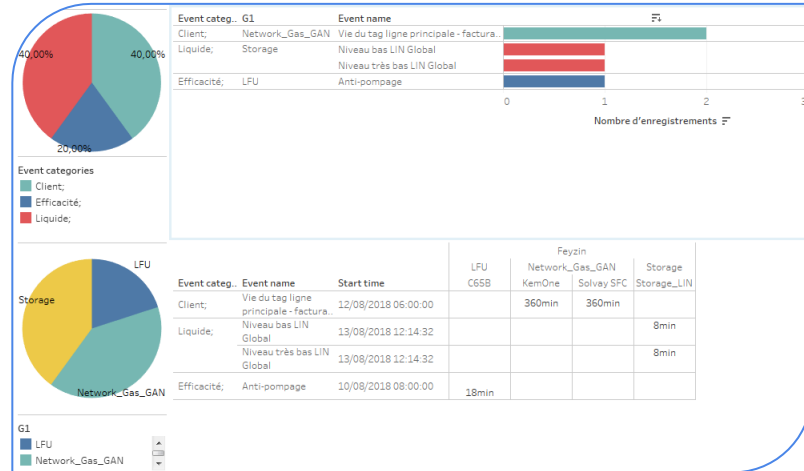 40,00%
40,00%
20,00%
Event categories
Client;
Efficacité;
Liquide;
Event categ.. G1 Event name
Client; Network_Gas_GAN Vie du tag ligne principale - factura..
Liquide; Storage Niveau bas LIN Global
Niveau très bas LIN Global
Efficacité; LFU Anti-pompage
0 1 2 3
Nombre d'enregistrements
LFU
Storage
Network_Gas_GAN
G1
LFU
Network_Gas_GAN
Feyzin
LFU Network_Gas_GAN Storage
Event categ.. Event name Start time C65B KemOne Solvay SFC Storage_LIN
Client; Vie du tag ligne
principale - factura.. 12/08/2018 06:00:00 360min 360min
Liquide; Niveau bas LIN
Global 13/08/2018 12:14:32 8min
Niveau très bas LIN
Global 13/08/2018 12:14:32 8min
Efficacité; Anti-pompage 10/08/2018 08:00:00 18min